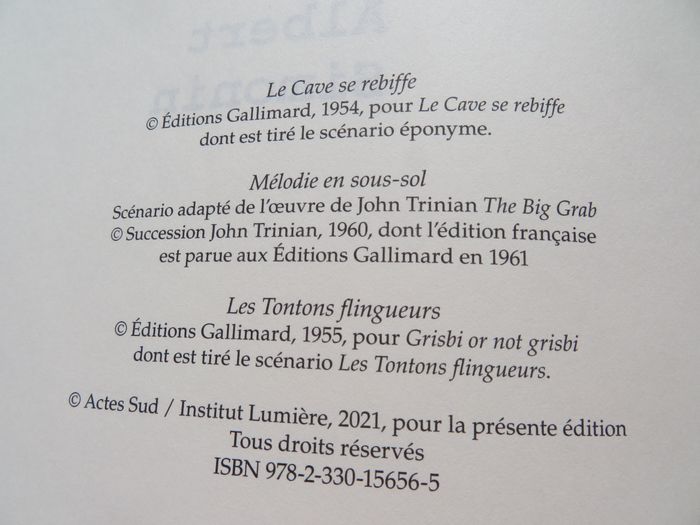 Albert
Simonin
Le Cave se rebiffe
© Éditions Gallimard, 1954, pour Le Cave se rebiffe
dont est tiré le scénario éponyme.
Mélodie en sous-sol
Scénario adapté de l'œuvre de John Trinian The Big Grab
© Succession John Trinian, 1960, dont l'édition française
est parue aux Éditions Gallimard en 1961
Les Tontons flingueurs
© Éditions Gallimard, 1955, pour Grisbi or not grisbi
dont est tiré le scénario Les Tontons flingueurs.
© Actes Sud / Institut Lumière, 2021, pour la présente édition
Tous droits réservés
ISBN 978-2-330-15656-5